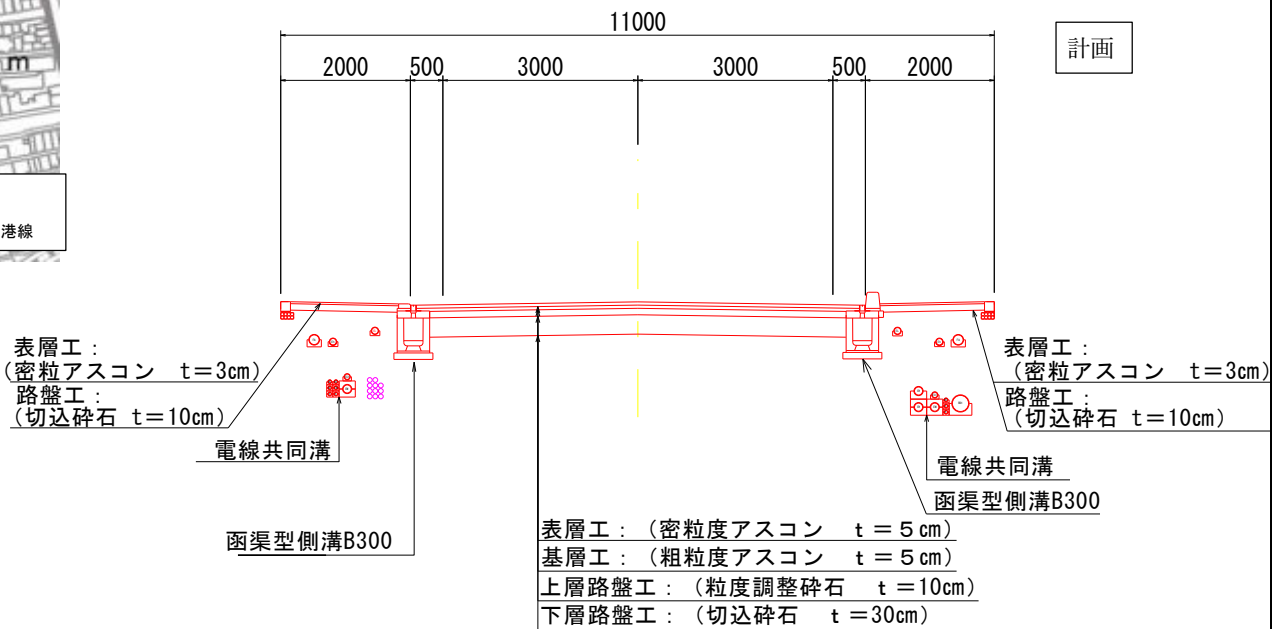 11000
計画
2000 500 3000 3000 500 2000
m
港線
表層工：
(密粒アスコン t=3cm)
路盤工：
(切込砕石 t=10cm)
電線共同溝
函渠型側溝B300
表層工：
(密粒アスコン t=3cm)
路盤工：
(切込砕石 t=10cm)
電線共同溝
函渠型側溝B300
表層工：（密粒度アスコン t＝5cm）
基層工：（粗粒度アスコン t＝5cm）
上層路盤工：（粒度調整砕石 t＝10cm）
下層路盤工：（切込砕石 t＝30cm）